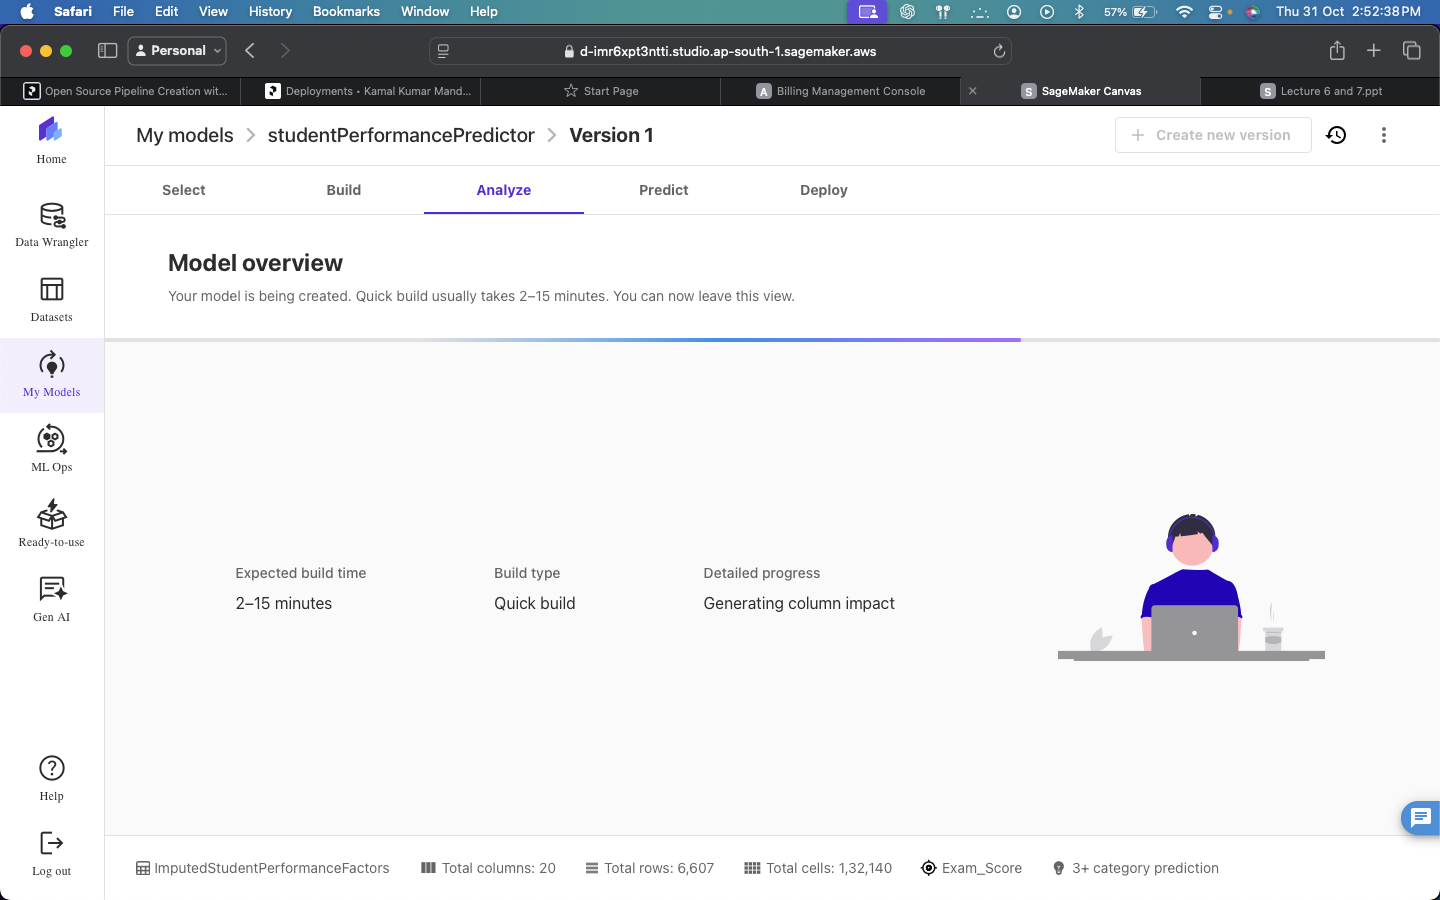 Safari File Edit View History Bookmarks Window Help 57% Thu 31 Oct 2:52:38 PM
Personal d-imr6xpt3ntti.studio.ap-south-1.sagemaker.aws
Open Source Pipeline Creation wit... Deployments • Kamal Kumar Mand... Start Page A Billing Management Console S SageMaker Canvas S Lecture 6 and 7.ppt
Home
Data Wrangler
Datasets
My Models
ML Ops
Ready-to-use
Gen AI
Help
Log out
My models > studentPerformancePredictor > Version 1
+ Create new version
Select Build Analyze Predict Deploy
Model overview
Your model is being created. Quick build usually takes 2–15 minutes. You can now leave this view.
Expected build time Build type Detailed progress
2–15 minutes Quick build Generating column impact
ImputedStudentPerformanceFactors Total columns: 20 Total rows: 6,607 Total cells: 1,32,140 Exam_Score 3+ category prediction